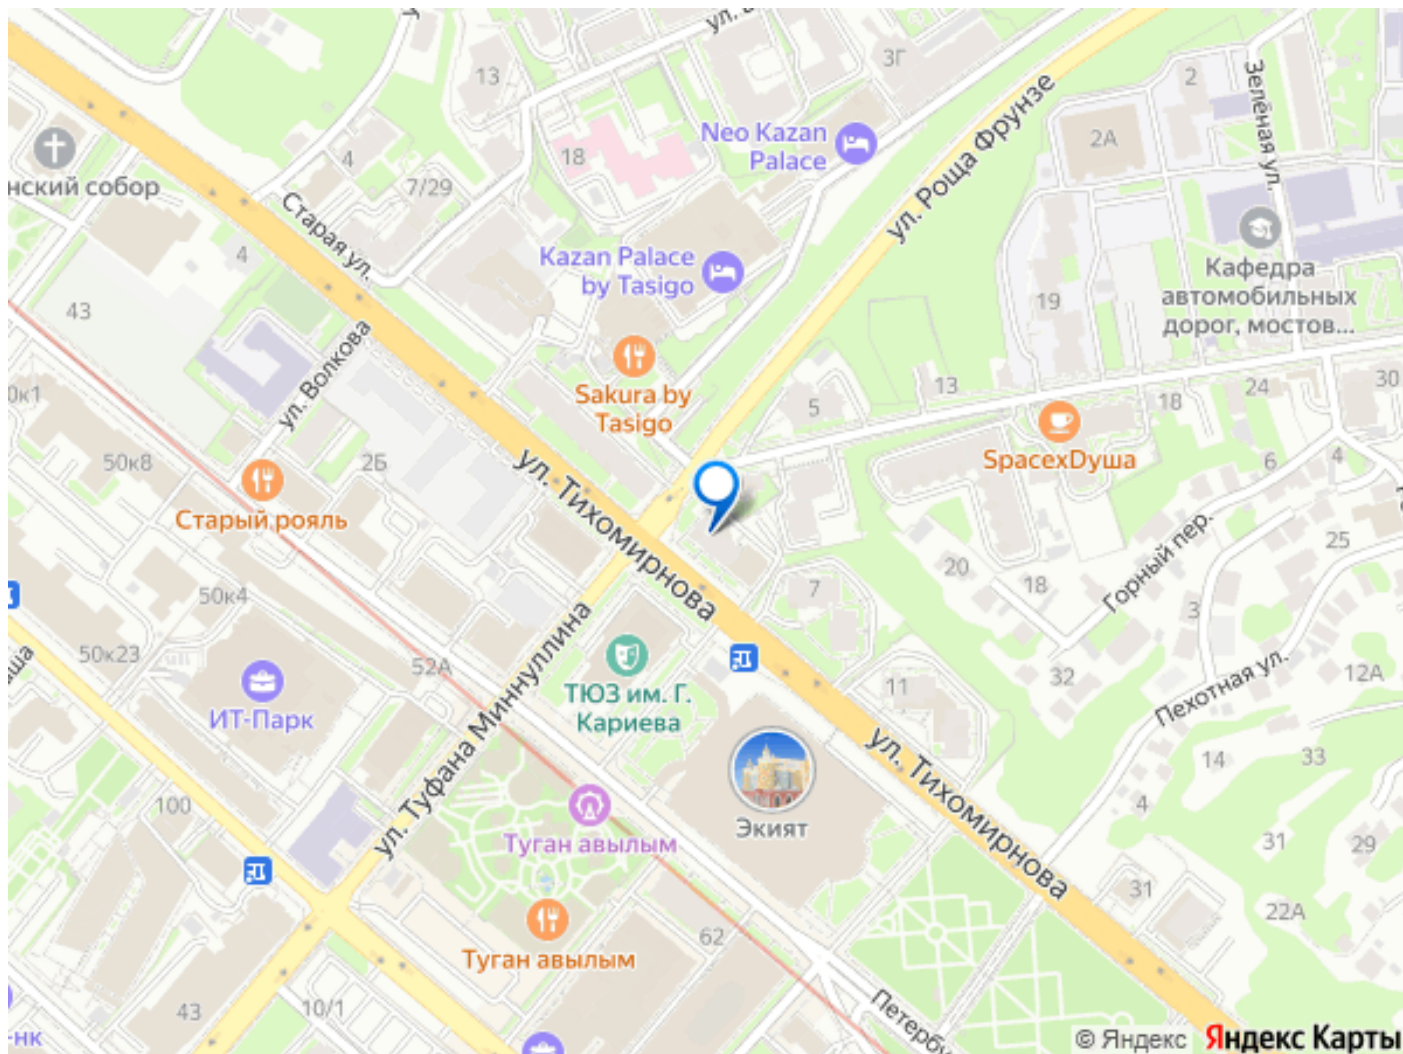 13
3Г
2
Зелёная ул.
нский собор
4
7/29
18
Neo Kazan
Palace
ул. Роща Фрунзе
2А
Старая ул.
4
Kazan Palace
by Tasigo
Кафедра
автомобильных
дорог, мостов...
19
43
ул. Волкова
0к1
Sakura by
Tasigo
5
13
18
24
30
50к8
2Б
SpacexDуша
6
4
Старый рояль
ул. Тихомирнова
20
18
Горный пер.
25
50к4
7
3
50к23
52А
ул. Туфана Миннуллина
ИТ-Парк
ТЮЗ им. Г.
Кариева
11
32
Пехотная ул.
12А
ул. Тихомирнова
14
33
100
Туган авылым
Экият
4
31
29
31
22А
Туган авылым
62
43
10/1
-нк
Петербу
© Яндекс Яндекс Карты